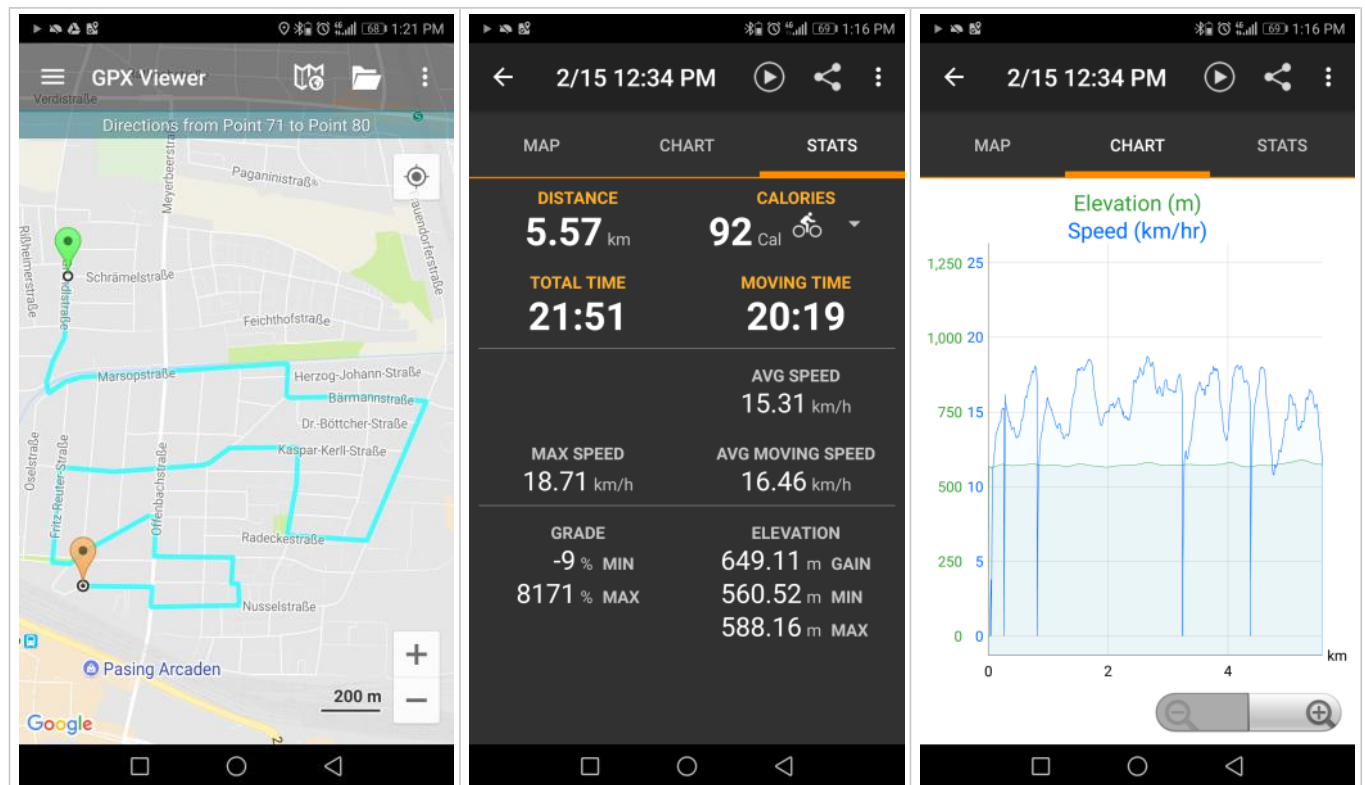 68 1:21 PM
GPX Viewer
Verdistraße
Directions from Point 71 to Point 80
S
Meyerbeerstraße
Paganinistraße
Rißheimerstraße
Schrämelstraße
Feichthofstraße
Marsopstraße
Herzog-Johann-Straße
Bärmannstraße
Dr.-Böttcher-Straße
Oselstraße
Fritz-Reuter-Straße
Kaspar-Kerll-Straße
Offenbachstraße
Radeckestraße
Nusselstraße
Pasing Arcaden
200 m
+
−
Google
2
69 1:16 PM
2/15 12:34 PM
MAP CHART STATS
DISTANCE CALORIES
5.57 km 92 Cal
TOTAL TIME MOVING TIME
21:51 20:19
AVG SPEED
15.31 km/h
MAX SPEED AVG MOVING SPEED
18.71 km/h 16.46 km/h
GRADE ELEVATION
-9 % MIN 649.11 m GAIN
8171 % MAX 560.52 m MIN
588.16 m MAX
69 1:16 PM
2/15 12:34 PM
MAP CHART STATS
Elevation (m)
Speed (km/hr)
1,250 25
1,000 20
750 15
500 10
250 5
0 0
0 2 4 km